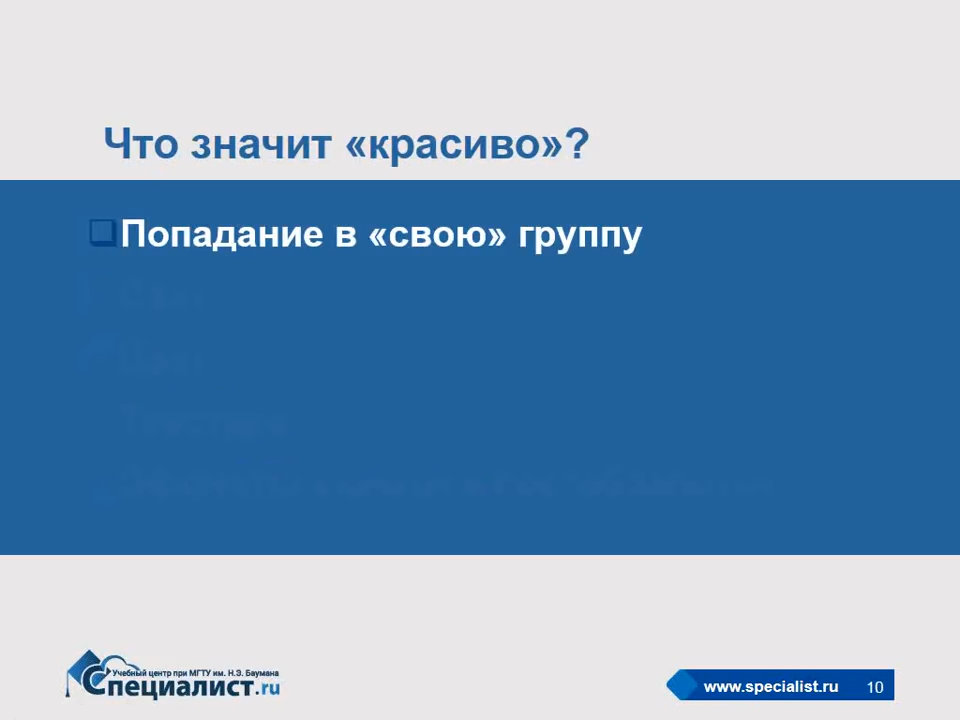 Что значит «красиво»?
Попадание в «свою» группу
Учебный центр при МГТУ им. Н.Э. Баумана
Специалист.ru
www.specialist.ru
10